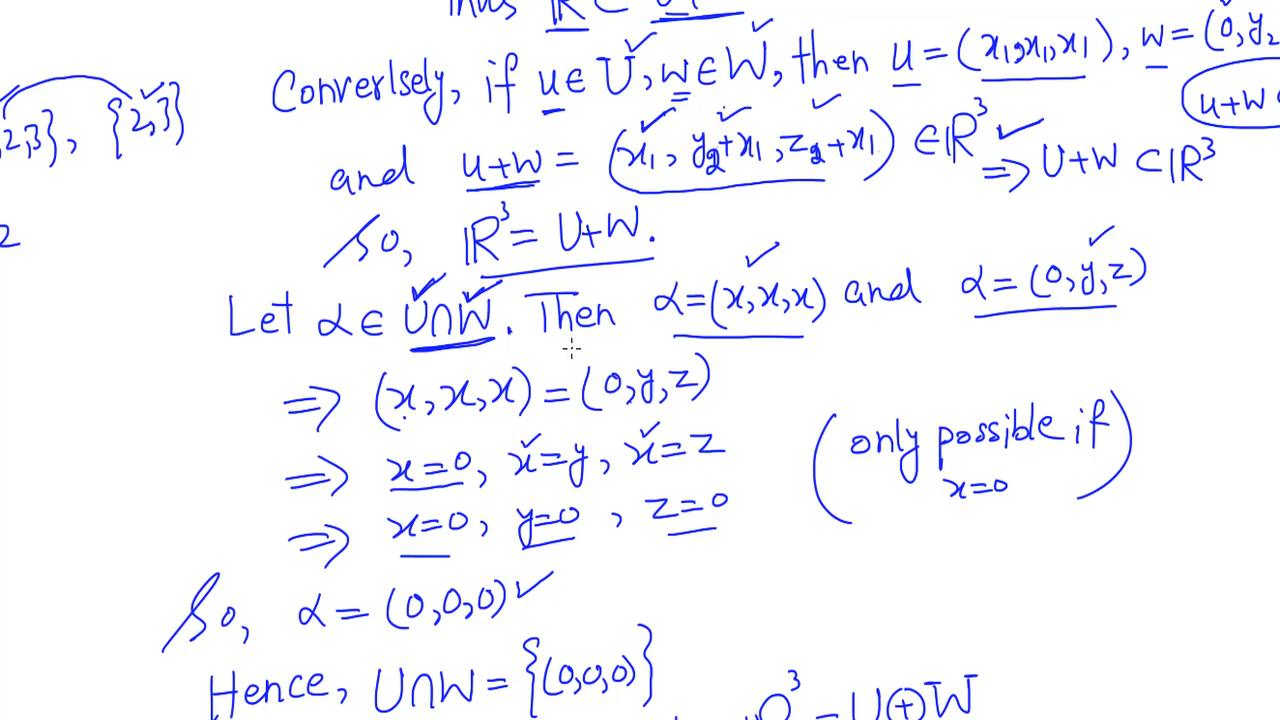 thus
Converlsely, if u ∈ U, w ∈ W, then u = (x₁, x₁, x₁), w = (0, y₂
2,3}, {2,3}
u+w
and u+w = (x₁, y₂+x₁, z₂+x₁) ∈ ℝ³
⇒ U+W ⊂ ℝ³
2
So, ℝ³ = U+W.
Let α ∈ U∩W. Then α = (x, x, x) and α = (0, y, z)
⇒ (x, x, x) = (0, y, z)
⇒ x=0, x=y, x=z
(only possible if
x=0)
⇒ x=0, y=0, z=0
So, α = (0,0,0)
Hence, U∩W = {(0,0,0)}
= U⊕W